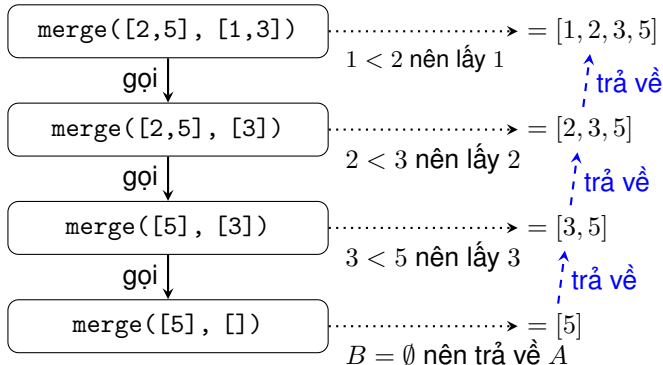 merge([2,5], [1,3])
= [1, 2, 3, 5]
1 < 2 nên lấy 1
gọi
trả về
merge([2,5], [3])
= [2, 3, 5]
2 < 3 nên lấy 2
gọi
trả về
merge([5], [3])
= [3, 5]
3 < 5 nên lấy 3
gọi
trả về
merge([5], [])
= [5]
B = ∅ nên trả về A